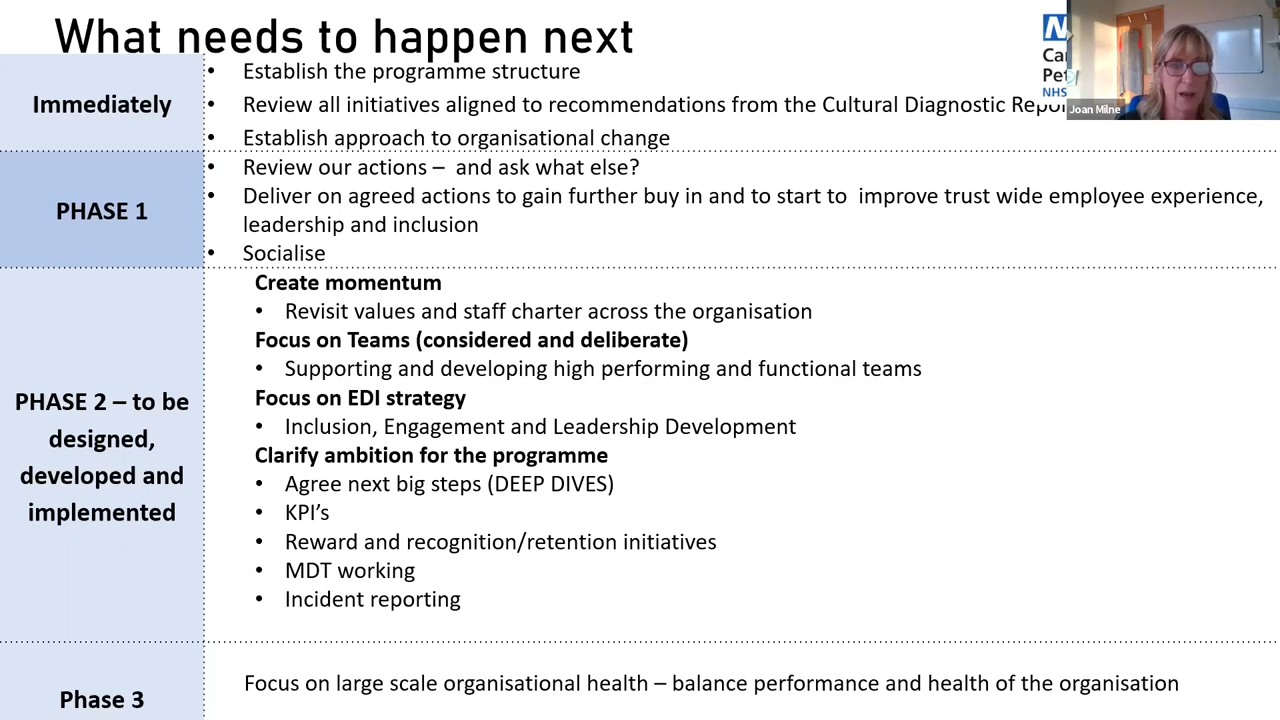 What needs to happen next
Immediately
• Establish the programme structure
• Review all initiatives aligned to recommendations from the Cultural Diagnostic Repor
• Establish approach to organisational change
PHASE 1
• Review our actions – and ask what else?
• Deliver on agreed actions to gain further buy in and to start to improve trust wide employee experience,
leadership and inclusion
• Socialise
PHASE 2 – to be
designed,
developed and
implemented
Create momentum
• Revisit values and staff charter across the organisation
Focus on Teams (considered and deliberate)
• Supporting and developing high performing and functional teams
Focus on EDI strategy
• Inclusion, Engagement and Leadership Development
Clarify ambition for the programme
• Agree next big steps (DEEP DIVES)
• KPI’s
• Reward and recognition/retention initiatives
• MDT working
• Incident reporting
Phase 3
Focus on large scale organisational health – balance performance and health of the organisation
N
Ca
Pet
NHS
Joan Milne